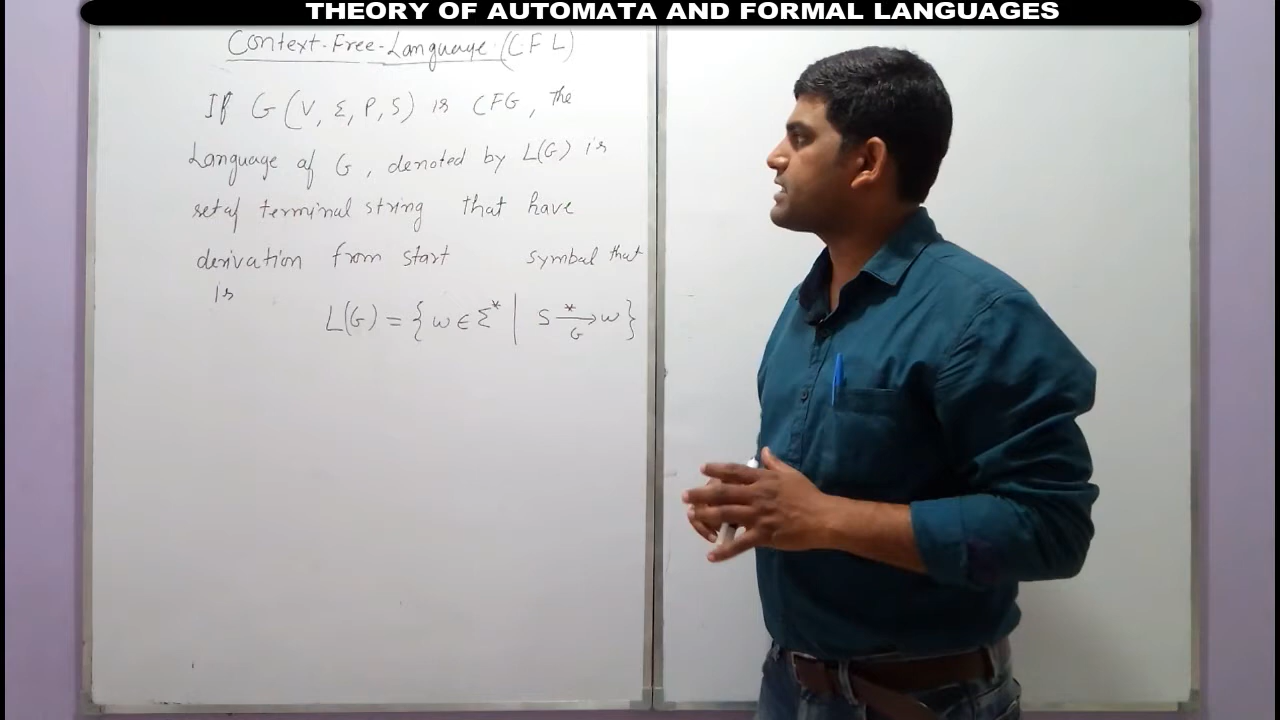 THEORY OF AUTOMATA AND FORMAL LANGUAGES
Context-Free-Language (CFL)
If G (V, Σ, P, S) is CFG, the
Language of G, denoted by L(G) is
set of terminal string that have
derivation from start symbol that
is
L(G) = { w ∈ Σ* | S *→G w }